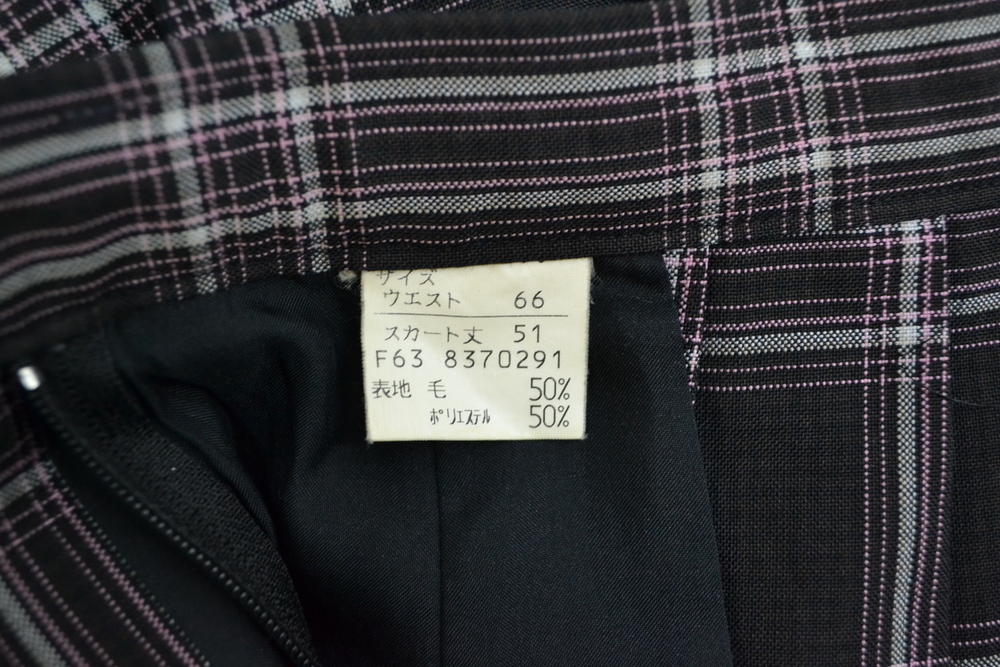 サイズ
ウエスト 66
スカート丈 51
F63 8370291
表地 毛 50%
ポリエステル 50%